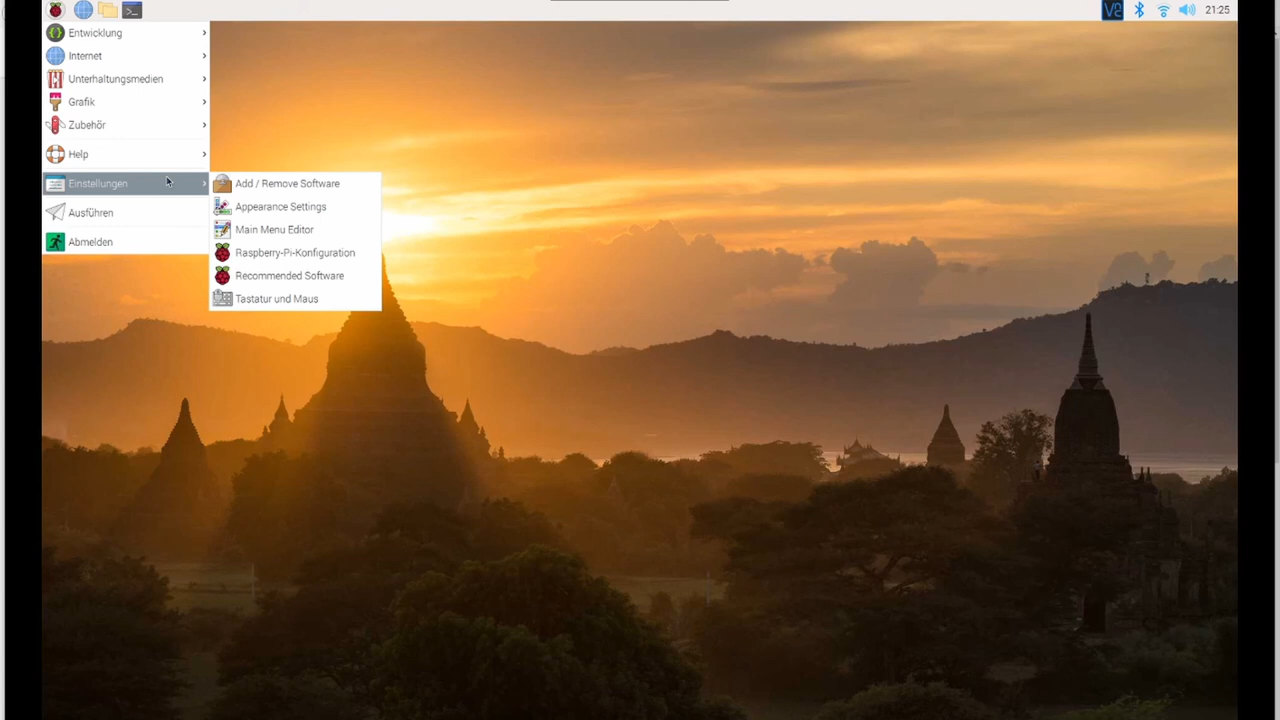 V2
21:25
Entwicklung
Internet
Unterhaltungsmedien
Grafik
Zubehör
Help
Einstellungen
Add / Remove Software
Appearance Settings
Main Menu Editor
Raspberry-Pi-Konfiguration
Recommended Software
Tastatur und Maus
Ausführen
Abmelden